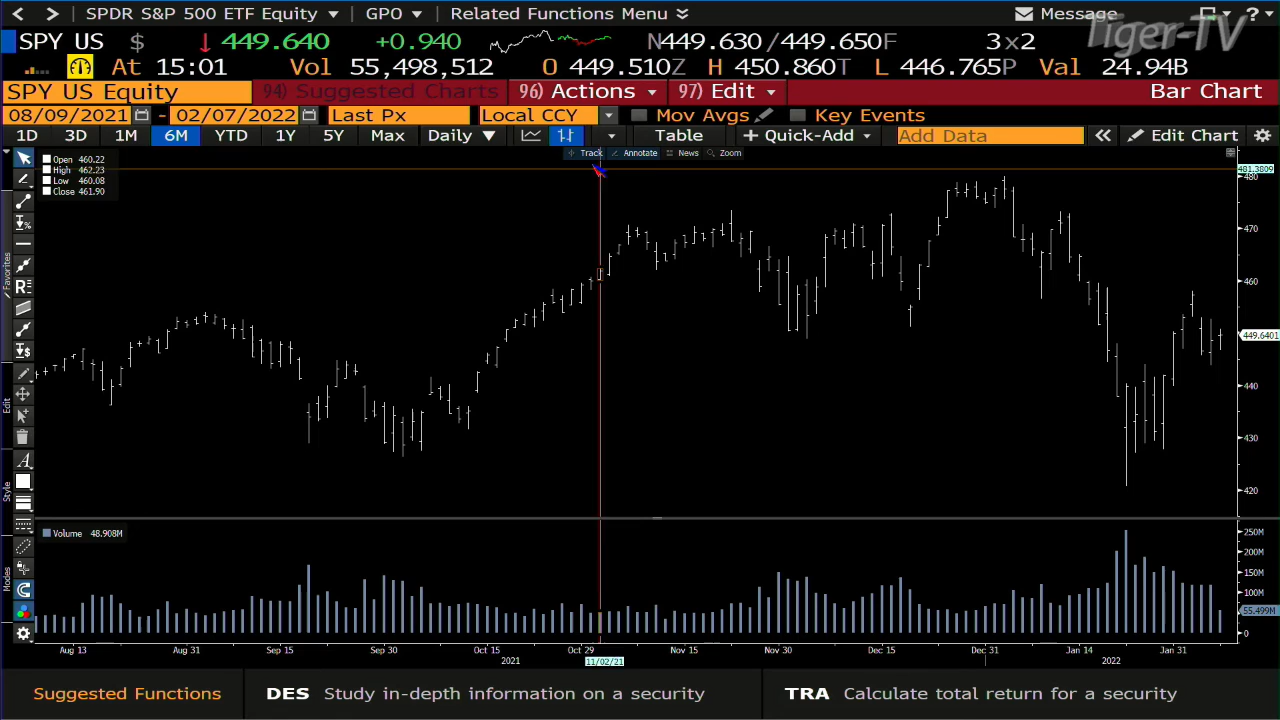 SPDR S&P 500 ETF Equity GPO Related Functions Menu Message ?
Tiger-TV
SPY US $ 449.640 +0.940 N449.630/449.650F 3x2
At 15:01 Vol 55,498,512 O 449.510Z H 450.860T L 446.765P Val 24.94B
SPY US Equity 94) Suggested Charts 96) Actions 97) Edit Bar Chart
08/09/2021 - 02/07/2022 Last Px Local CCY Mov Avgs Key Events
1D 3D 1M 6M YTD 1Y 5Y Max Daily Table + Quick-Add Add Data Edit Chart
Track Annotate News Zoom
Open 460.22
High 462.23
Low 460.08
Close 461.90
481.3809
480
470
460
449.6401
440
430
420
Favorites
Edit
Style
Modes
Volume 48.908M
250M
200M
150M
100M
55.499M
0
Aug 13 Aug 31 Sep 15 Sep 30 Oct 15 Oct 29 Nov 15 Nov 30 Dec 15 Dec 31 Jan 14 Jan 31
2021 11/02/21 2022
Suggested Functions DES Study in-depth information on a security TRA Calculate total return for a security